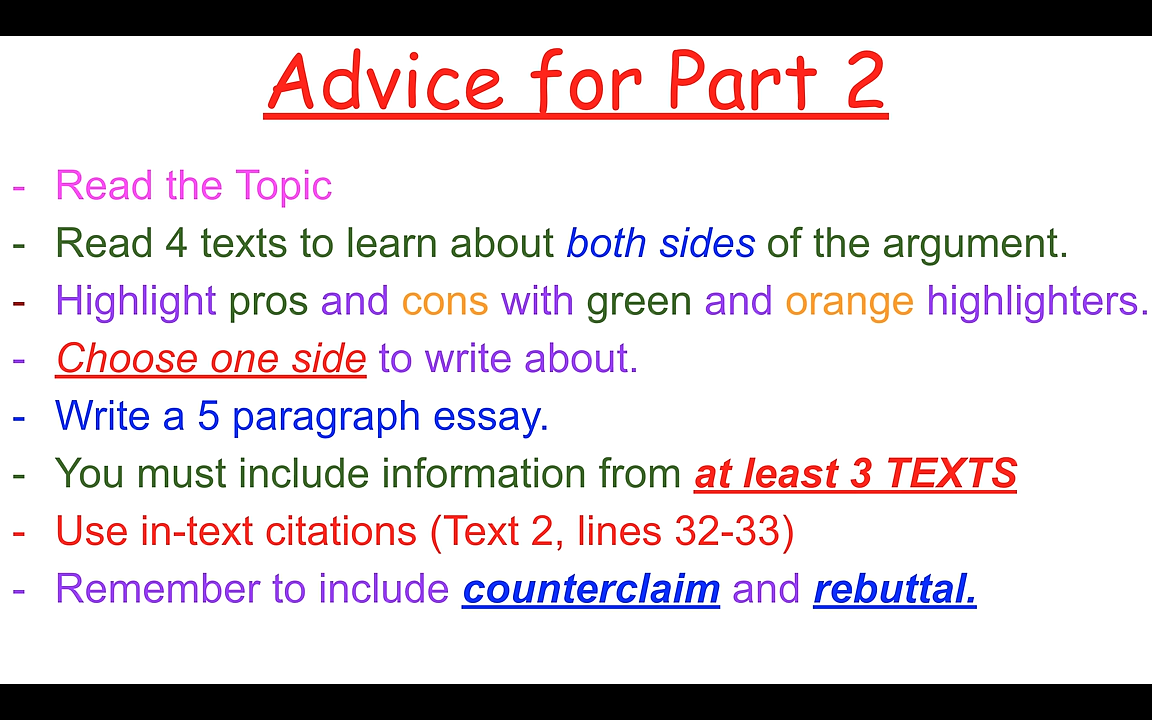 Advice for Part 2
- Read the Topic
- Read 4 texts to learn about both sides of the argument.
- Highlight pros and cons with green and orange highlighters.
- Choose one side to write about.
- Write a 5 paragraph essay.
- You must include information from at least 3 TEXTS
- Use in-text citations (Text 2, lines 32-33)
- Remember to include counterclaim and rebuttal.